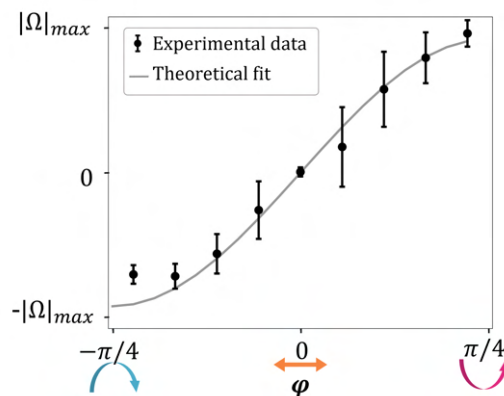 |Ω|max
Experimental data
Theoretical fit
0
-|Ω|max
−π/4
0
π/4
φ